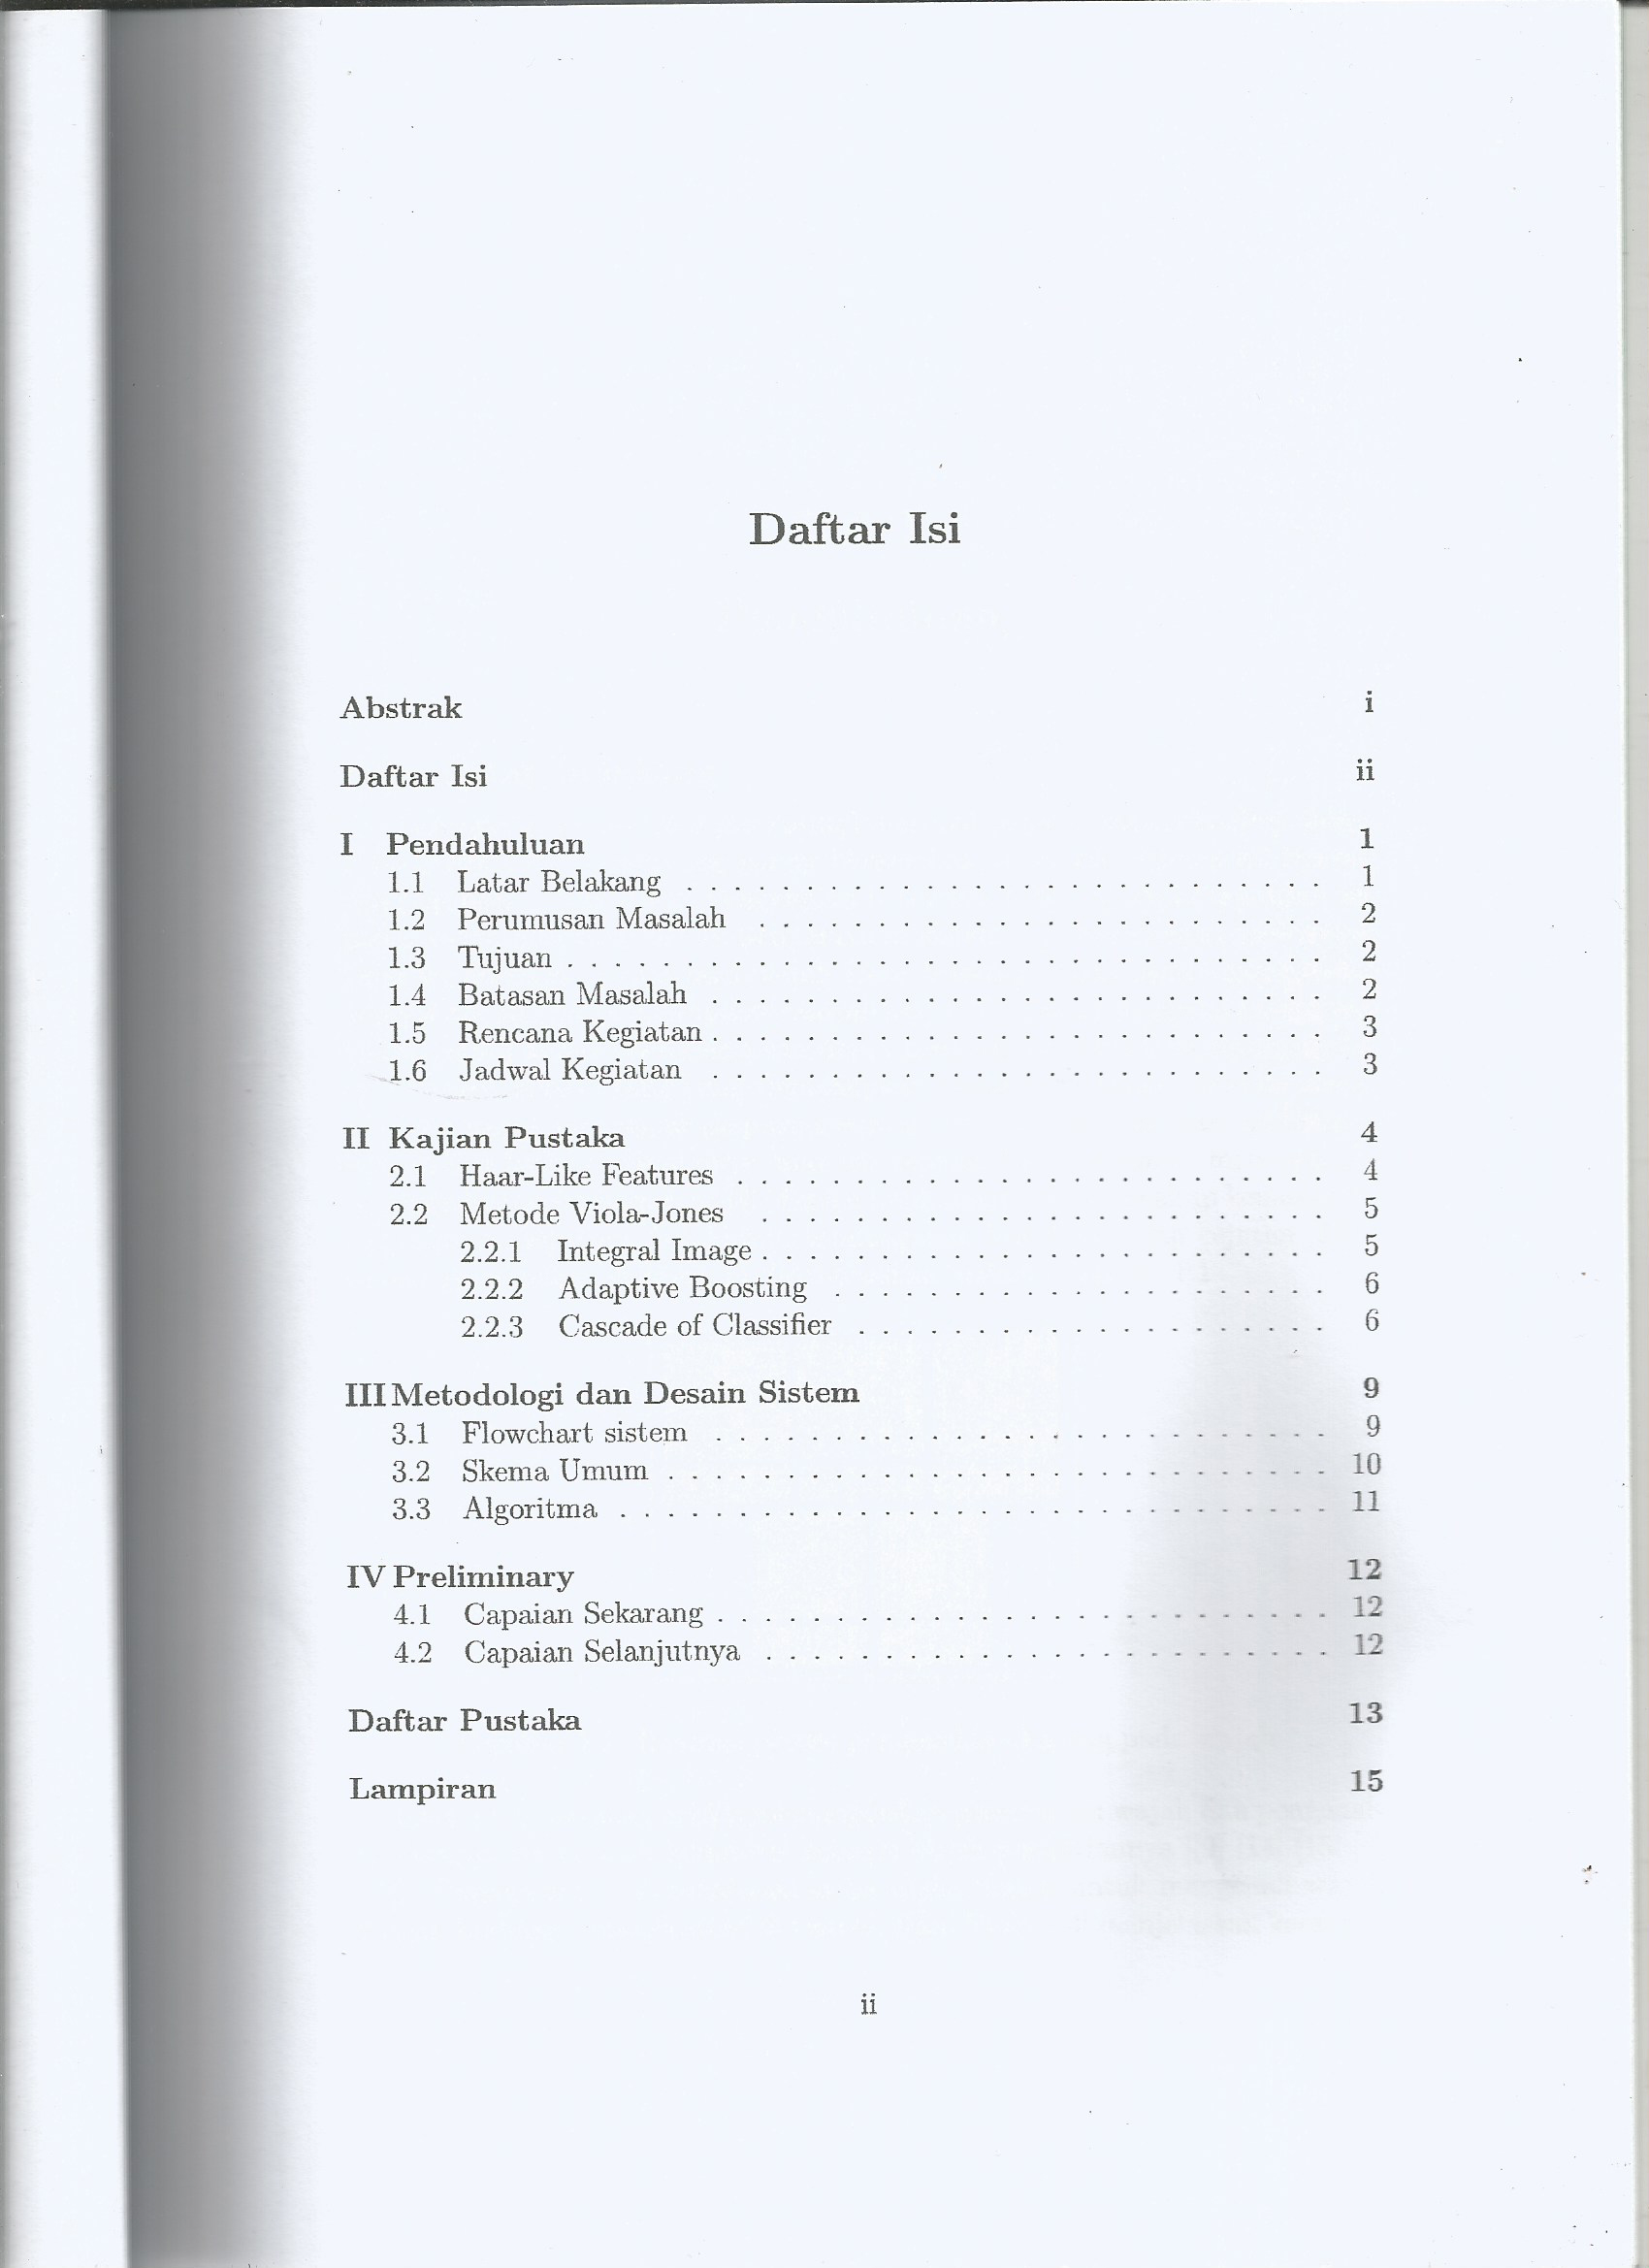 Daftar Isi
Abstrak i
Daftar Isi ii
I Pendahuluan 1
1.1 Latar Belakang . . . . . . . . . . . . . . . . . . . . . . . . . . . 1
1.2 Perumusan Masalah . . . . . . . . . . . . . . . . . . . . . . . . 2
1.3 Tujuan . . . . . . . . . . . . . . . . . . . . . . . . . . . . . . . . 2
1.4 Batasan Masalah . . . . . . . . . . . . . . . . . . . . . . . . . . 2
1.5 Rencana Kegiatan . . . . . . . . . . . . . . . . . . . . . . . . . . 3
1.6 Jadwal Kegiatan . . . . . . . . . . . . . . . . . . . . . . . . . . 3
II Kajian Pustaka 4
2.1 Haar-Like Features . . . . . . . . . . . . . . . . . . . . . . . . . 4
2.2 Metode Viola-Jones . . . . . . . . . . . . . . . . . . . . . . . . 5
2.2.1 Integral Image . . . . . . . . . . . . . . . . . . . . . . . . 5
2.2.2 Adaptive Boosting . . . . . . . . . . . . . . . . . . . . . 6
2.2.3 Cascade of Classifier . . . . . . . . . . . . . . . . . . . . 6
III Metodologi dan Desain Sistem 9
3.1 Flowchart sistem . . . . . . . . . . . . . . . . . . . . . . . . . . 9
3.2 Skema Umum . . . . . . . . . . . . . . . . . . . . . . . . . . . . 10
3.3 Algoritma . . . . . . . . . . . . . . . . . . . . . . . . . . . . . . 11
IV Preliminary 12
4.1 Capaian Sekarang . . . . . . . . . . . . . . . . . . . . . . . . . . 12
4.2 Capaian Selanjutnya . . . . . . . . . . . . . . . . . . . . . . . . 12
Daftar Pustaka 13
Lampiran 15
ii